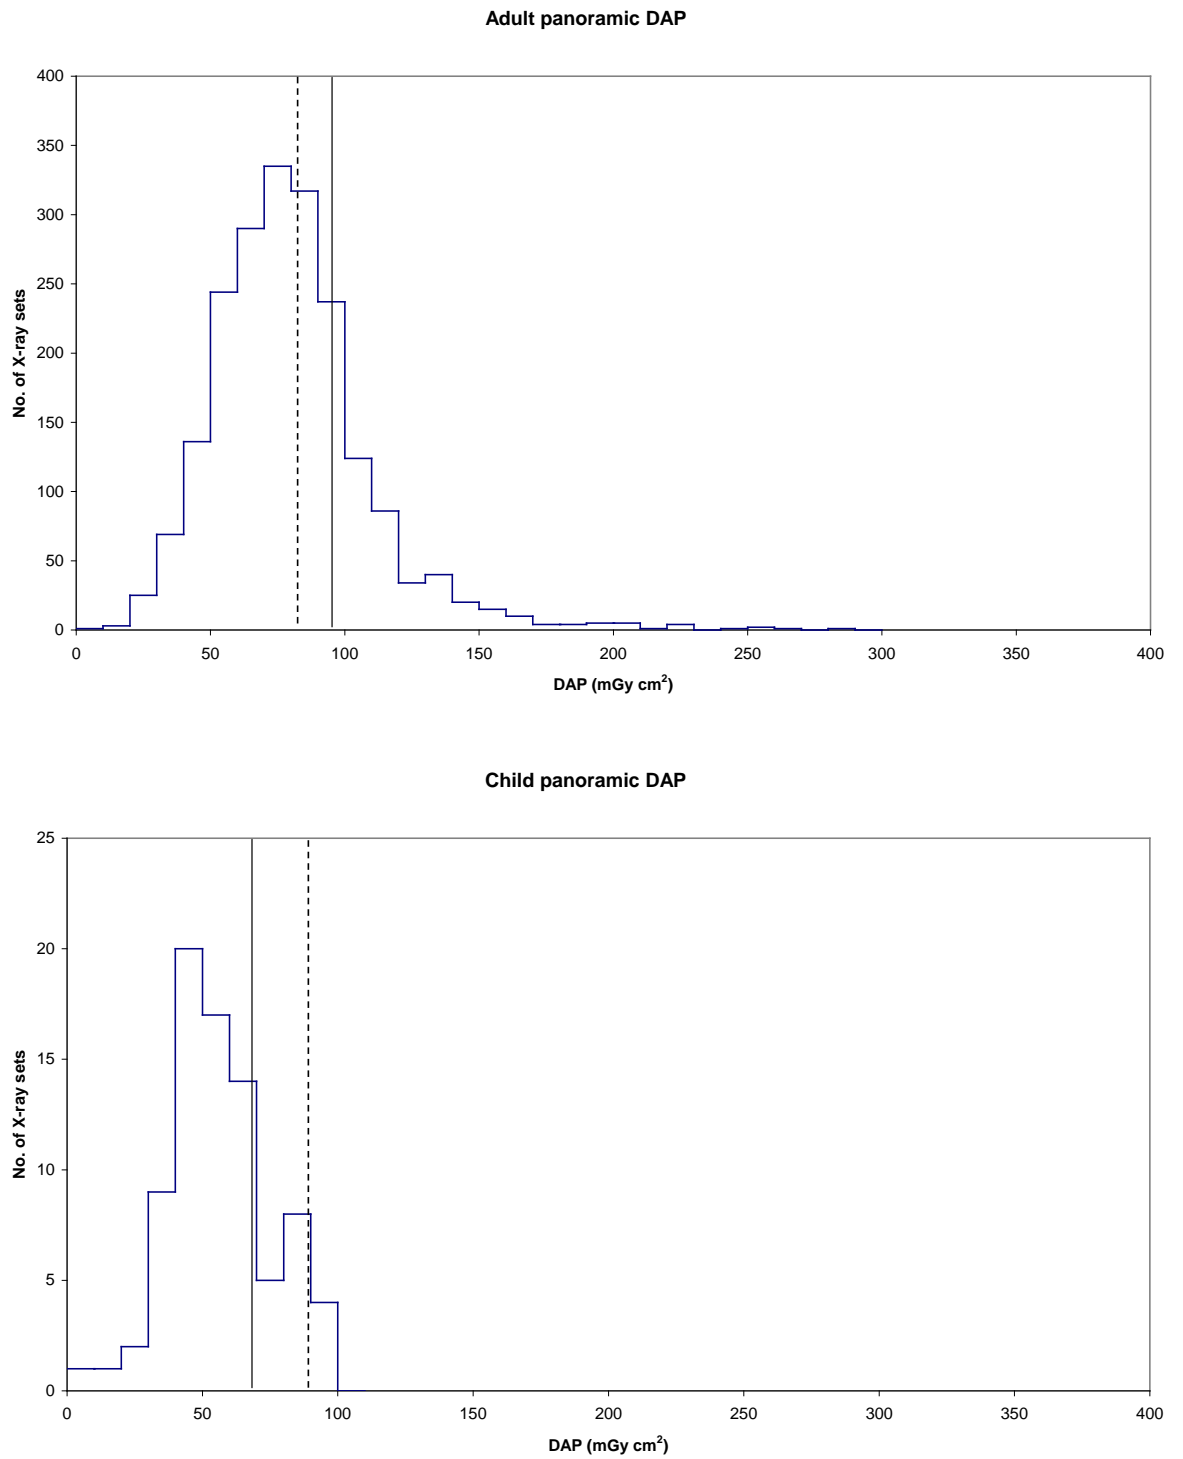 Adult panoramic DAP
400
350
300
250
200
150
100
50
0
No. of X-ray sets
0 50 100 150 200 250 300 350 400
DAP (mGy cm²)
Child panoramic DAP
25
20
15
10
5
0
No. of X-ray sets
0 50 100 150 200 250 300 350 400
DAP (mGy cm²)